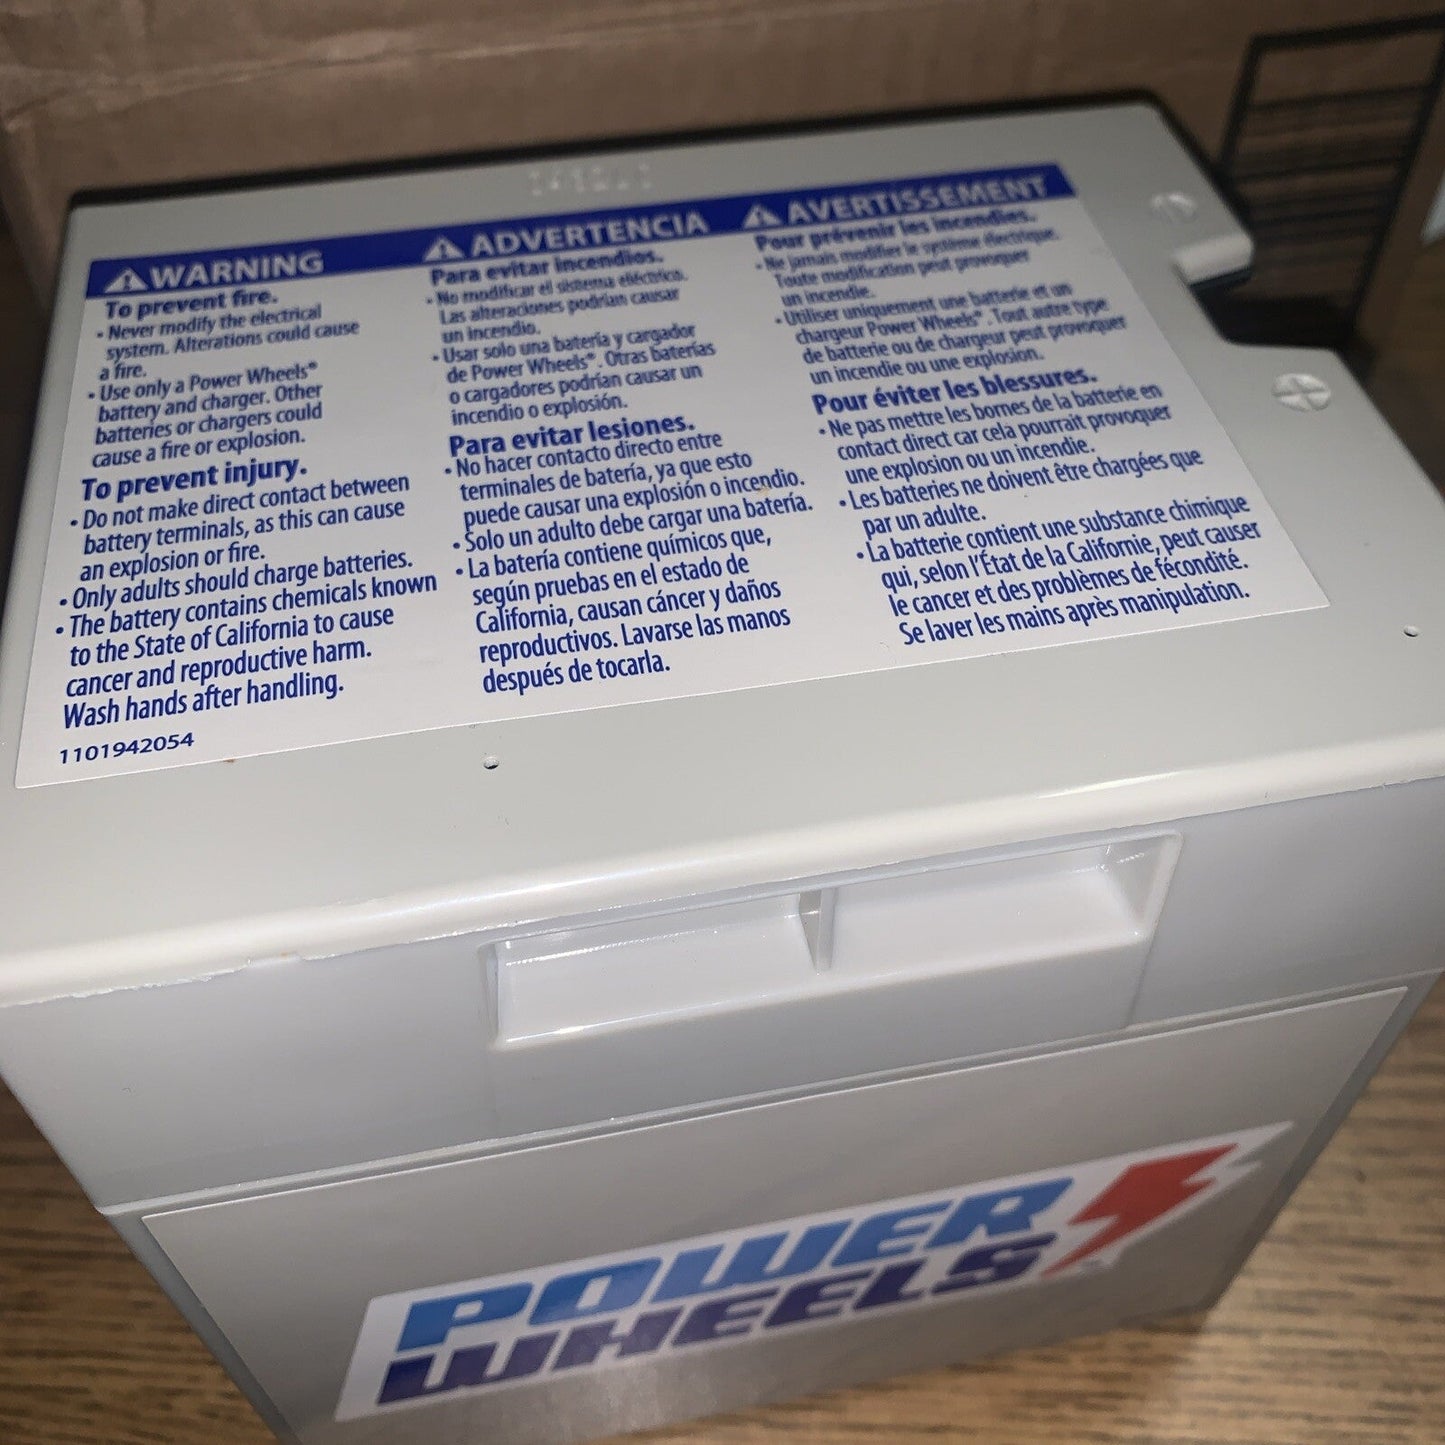 WARNING
To prevent fire.
• Never modify the electrical
system. Alterations could cause
a fire.
• Use only a Power Wheels®
battery and charger. Other
batteries or chargers could
cause a fire or explosion.
To prevent injury.
• Do not make direct contact between
battery terminals, as this can cause
an explosion or fire.
• Only adults should charge batteries.
• The battery contains chemicals known
to the State of California to cause
cancer and reproductive harm.
Wash hands after handling.
1101942054
ADVERTENCIA
Para evitar incendios.
• No modificar el sistema eléctrico.
Las alteraciones podrían causar
un incendio.
• Usar solo una batería y cargador
de Power Wheels®. Otras baterías
o cargadores podrían causar un
incendio o explosión.
Para evitar lesiones.
• No hacer contacto directo entre
terminales de batería, ya que esto
puede causar una explosión o incendio.
• Solo un adulto debe cargar una batería.
• La batería contiene químicos que,
según pruebas en el estado de
California, causan cáncer y daños
reproductivos. Lavarse las manos
después de tocarla.
AVERTISSEMENT
Pour prévenir les incendies.
• Ne jamais modifier le système électrique.
Toute modification peut provoquer
un incendie.
• Utiliser uniquement une batterie et un
chargeur Power Wheels®. Tout autre type
de batterie ou de chargeur peut provoquer
un incendie ou une explosion.
Pour éviter les blessures.
• Ne pas mettre les bornes de la batterie en
contact direct car cela pourrait provoquer
une explosion ou un incendie.
• Les batteries ne doivent être chargées que
par un adulte.
• La batterie contient une substance chimique
qui, selon l'État de la Californie, peut causer
le cancer et des problèmes de fécondité.
Se laver les mains après manipulation.
POWER
WHEELS